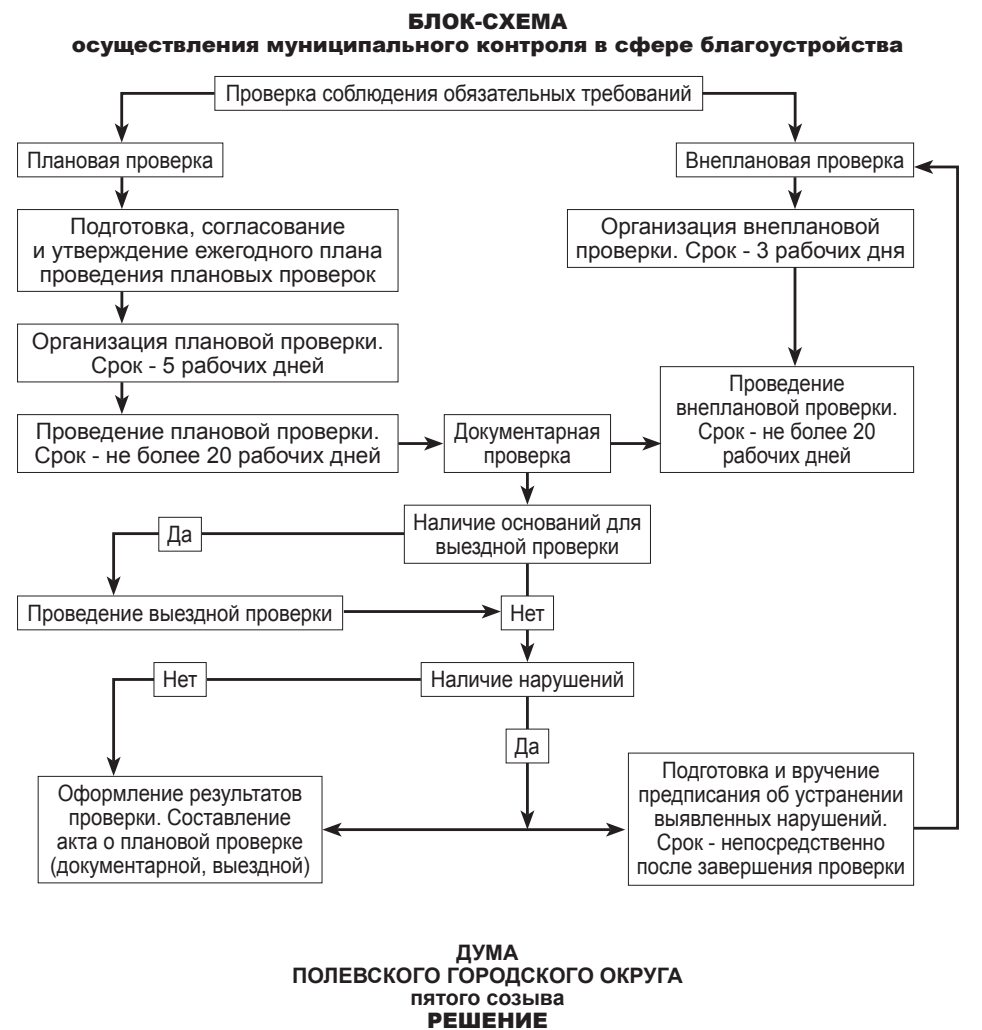 БЛОК-СХЕМА
осуществления муниципального контроля в сфере благоустройства
Проверка соблюдения обязательных требований
Плановая проверка
Внеплановая проверка
Подготовка, согласование
и утверждение ежегодного плана
проведения плановых проверок
Организация внеплановой
проверки. Срок - 3 рабочих дня
Организация плановой проверки.
Срок - 5 рабочих дней
Проведение плановой проверки.
Срок - не более 20 рабочих дней
Документарная
проверка
Проведение
внеплановой проверки.
Срок - не более 20
рабочих дней
Наличие оснований для
выездной проверки
Да
Проведение выездной проверки
Нет
Наличие нарушений
Нет
Да
Оформление результатов
проверки. Составление
акта о плановой проверке
(документарной, выездной)
Подготовка и вручение
предписания об устранении
выявленных нарушений.
Срок - непосредственно
после завершения проверки
ДУМА
ПОЛЕВСКОГО ГОРОДСКОГО ОКРУГА
пятого созыва
РЕШЕНИЕ